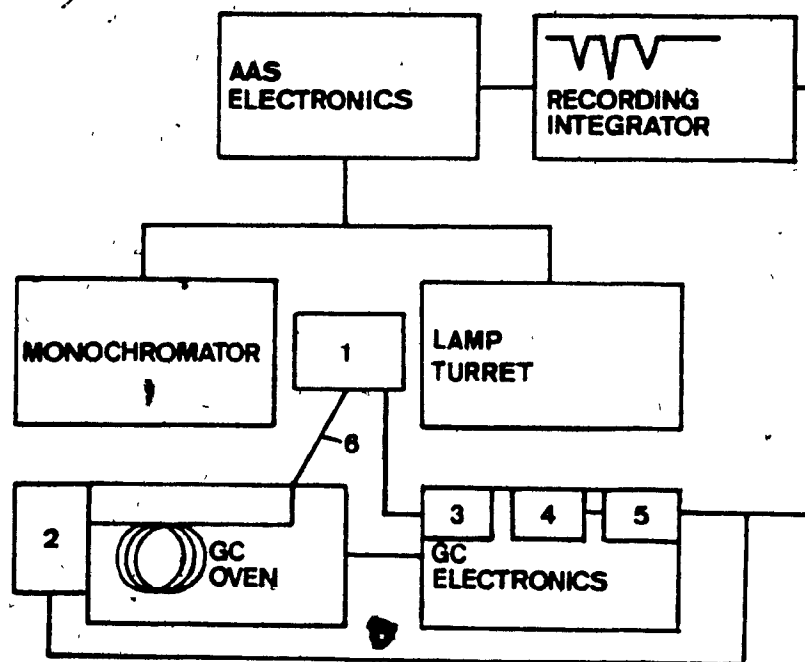 AAS
ELECTRONICS
RECORDING
INTEGRATOR
MONOCHROMATOR
1
LAMP
TURRET
6
2
GC
OVEN
3
4
5
GC
ELECTRONICS